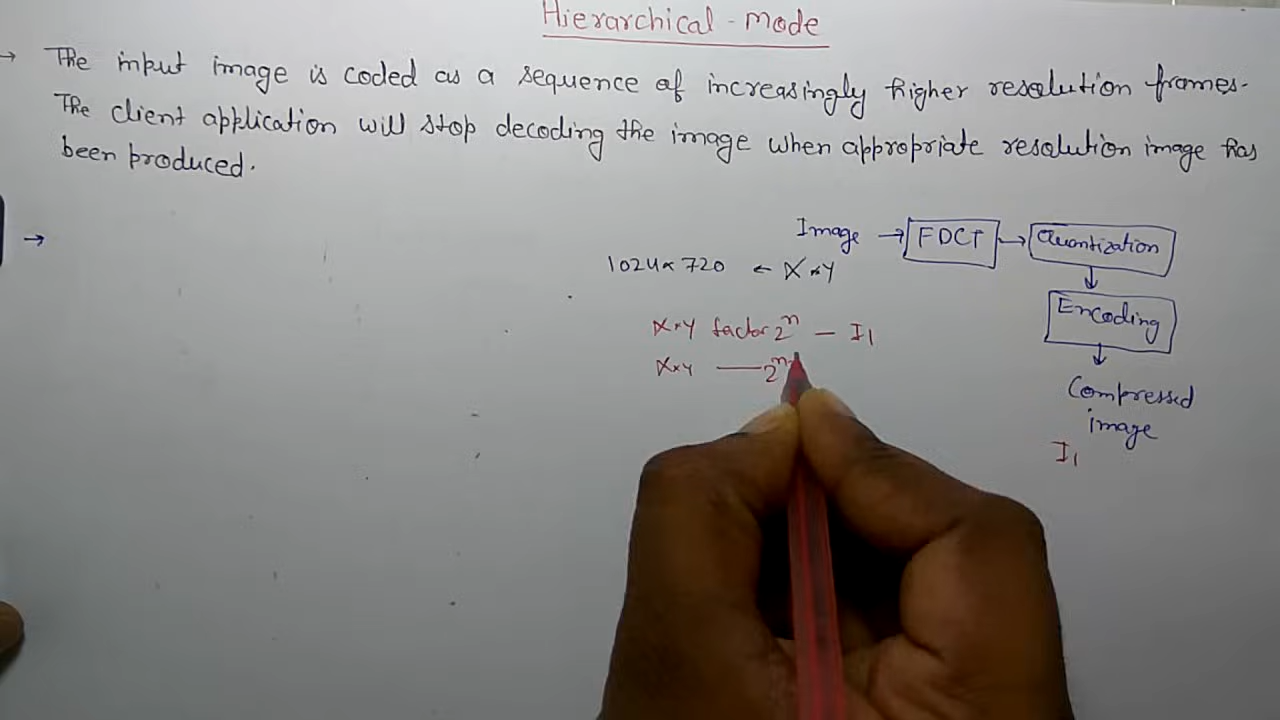 Hierarchical - mode
→ The input image is coded as a sequence of increasingly higher resolution frames.
The client application will stop decoding the image when appropriate resolution image has
been produced.
→
Image → FDCT → Quantization
1024 × 720 ← X × Y
Encoding
X × Y factor 2ⁿ — I₁
X × Y — 2ⁿ
Compressed
image
I₁